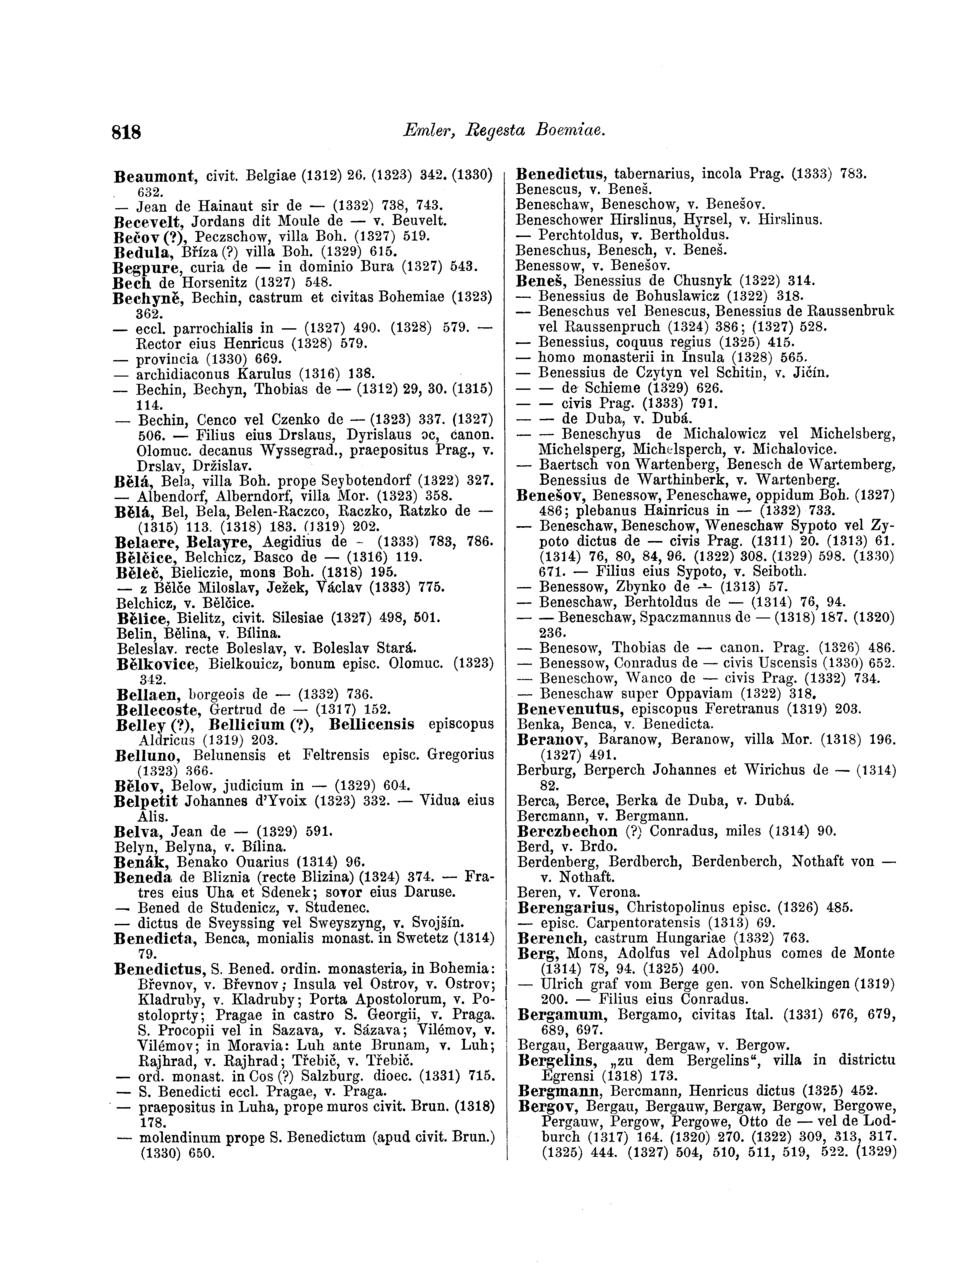 818
Emler, Regesta Boemiae.
Beaumont, civit. Belgiae (1312) 26. (1323) 342. (1330)
632.
— Jean de Hainaut sir de — (1332) 738, 743.
Becevelt, Jordans dit Moule de — v. Beuvelt.
Bečov (?), Peczschow, villa Boh. (1327) 519.
Bedula, Bříza (?) villa Boh. (1329) 615.
Begpure, curia de — in dominio Bura (1327) 543.
Bech de Horsenitz (1327) 548.
Bechyně, Bechin, castrum et civitas Bohemiae (1323)
362.
— eccl. parrochialis in — (1327) 490. (1328) 579. —
Rector eius Henricus (1328) 579.
— provincia (1330) 669.
— archidiaconus Karulus (1316) 138.
— Bechin, Bechyn, Thobias de — (1312) 29, 30. (1315)
114.
— Bechin, Cenco vel Czenko de — (1323) 337. (1327)
506. — Filius eius Drslaus, Dyrislaus ɔc, canon.
Olomuc. decanus Wyssegrad., praepositus Prag., v.
Drslav, Držislav.
Bělá, Bela, villa Boh. prope Seybotendorf (1322) 327.
— Albendorf, Alberndorf, villa Mor. (1323) 358.
Bělá, Bel, Bela, Belen-Raczco, Raczko, Ratzko de —
(1315) 113. (1318) 183. (1319) 202.
Belaere, Belayre, Aegidius de - (1333) 783, 786.
Bělčice, Belchicz, Basco de — (1316) 119.
Běleč, Bieliczie, mons Boh. (1318) 195.
— z Bělče Miloslav, Ježek, Václav (1333) 775.
Belchicz, v. Bělčice.
Bělice, Bielitz, civit. Silesiae (1327) 498, 501.
Belin, Bělina, v. Bílina.
Beleslav. recte Boleslav, v. Boleslav Stará.
Bělkovice, Bielkouicz, bonum episc. Olomuc. (1323)
342.
Bellaen, borgeois de — (1332) 736.
Bellecoste, Gertrud de — (1317) 152.
Belley (?), Bellicium (?), Bellicensis episcopus
Aldricus (1319) 203.
Belluno, Belunensis et Feltrensis episc. Gregorius
(1323) 366.
Bělov, Below, judicium in — (1329) 604.
Belpetit Johannes d'Yvoix (1323) 332. — Vidua eius
Alis.
Belva, Jean de — (1329) 591.
Belyn, Belyna, v. Bílina.
Benák, Benako Ouarius (1314) 96.
Beneda de Bliznia (recte Blizina) (1324) 374. — Fra-
tres eius Uha et Sdenek; soror eius Daruse.
— Bened de Studenicz, v. Studenec.
— dictus de Sveyssing vel Sweyszyng, v. Svojšín.
Benedicta, Benca, monialis monast. in Swetetz (1314)
79.
Benedictus, S. Bened. ordin. monasteria, in Bohemia:
Břevnov, v. Břevnov; Insula vel Ostrov, v. Ostrov;
Kladruby, v. Kladruby; Porta Apostolorum, v. Po-
stoloprty; Pragae in castro S. Georgii, v. Praga.
S. Procopii vel in Sazava, v. Sázava; Vilémov, v.
Vilémov; in Moravia: Luh ante Brunam, v. Luh;
Rajhrad, v. Rajhrad; Třebič, v. Třebič.
— ord. monast. in Cos (?) Salzburg. dioec. (1331) 715.
— S. Benedicti eccl. Pragae, v. Praga.
— praepositus in Luha, prope muros civit. Brun. (1318)
178.
— molendinum prope S. Benedictum (apud civit. Brun.)
(1330) 650.
Benedictus, tabernarius, incola Prag. (1333) 783.
Benescus, v. Beneš.
Beneschaw, Beneschow, v. Benešov.
Beneschower Hirslinus, Hyrsel, v. Hirslinus.
— Perchtoldus, v. Bertholdus.
Beneschus, Benesch, v. Beneš.
Benessow, v. Benešov.
Beneš, Benessius de Chusnyk (1322) 314.
— Benessius de Bohuslawicz (1322) 318.
— Beneschus vel Benescus, Benessius de Raussenbruk
vel Raussenpruch (1324) 386; (1327) 528.
— Benessius, coquus regius (1325) 415.
— homo monasterii in Insula (1328) 565.
— Benessius de Czytyn vel Schitin, v. Jičín.
— — de Schieme (1329) 626.
— — civis Prag. (1333) 791.
— — de Duba, v. Dubá.
— — Beneschyus de Michalowicz vel Michelsberg,
Michelsperg, Michelsperch, v. Michalovice.
— Baertsch von Wartenberg, Benesch de Wartemberg,
Benessius de Warthinberk, v. Wartenberg.
Benešov, Benessow, Peneschawe, oppidum Boh. (1327)
486; plebanus Hainricus in — (1332) 733.
— Beneschaw, Beneschow, Weneschaw Sypoto vel Zy-
poto dictus de — civis Prag. (1311) 20. (1313) 61.
(1314) 76, 80, 84, 96. (1322) 308. (1329) 598. (1330)
671. — Filius eius Sypoto, v. Seiboth.
— Benessow, Zbynko de — (1313) 57.
— Beneschaw, Berhtoldus de — (1314) 76, 94.
— — Beneschaw, Spaczmannus de — (1318) 187. (1320)
236.
— Benesow, Thobias de — canon. Prag. (1326) 486.
— Benessow, Conradus de — civis Uscensis (1330) 652.
— Beneschow, Wanco de — civis Prag. (1332) 734.
— Beneschaw super Oppaviam (1322) 318.
Benevenutus, episcopus Feretranus (1319) 203.
Benka, Benca, v. Benedicta.
Beranov, Baranow, Beranow, villa Mor. (1318) 196.
(1327) 491.
Berburg, Berperch Johannes et Wirichus de — (1314)
82.
Berca, Berce, Berka de Duba, v. Dubá.
Bercmann, v. Bergmann.
Berczbechon (?) Conradus, miles (1314) 90.
Berd, v. Brdo.
Berdenberg, Berdberch, Berdenberch, Nothaft von —
v. Nothaft.
Beren, v. Verona.
Berengarius, Christopolinus episc. (1326) 485.
— episc. Carpentoratensis (1313) 69.
Berench, castrum Hungariae (1332) 763.
Berg, Mons, Adolfus vel Adolphus comes de Monte
(1314) 78, 94. (1325) 400.
— Ulrich graf vom Berge gen. von Schelkingen (1319)
200. — Filius eius Conradus.
Bergamum, Bergamo, civitas Ital. (1331) 676, 679,
689, 697.
Bergau, Bergaauw, Bergaw, v. Bergow.
Bergelins, „zu dem Bergelins“, villa in districtu
Egrensi (1318) 173.
Bergmann, Bercmann, Henricus dictus (1325) 452.
Bergov, Bergau, Bergauw, Bergaw, Bergow, Bergowe,
Pergauw, Pergow, Pergowe, Otto de — vel de Lod-
burch (1317) 164. (1320) 270. (1322) 309, 313, 317.
(1325) 444. (1327) 504, 510, 511, 519, 522. (1329)